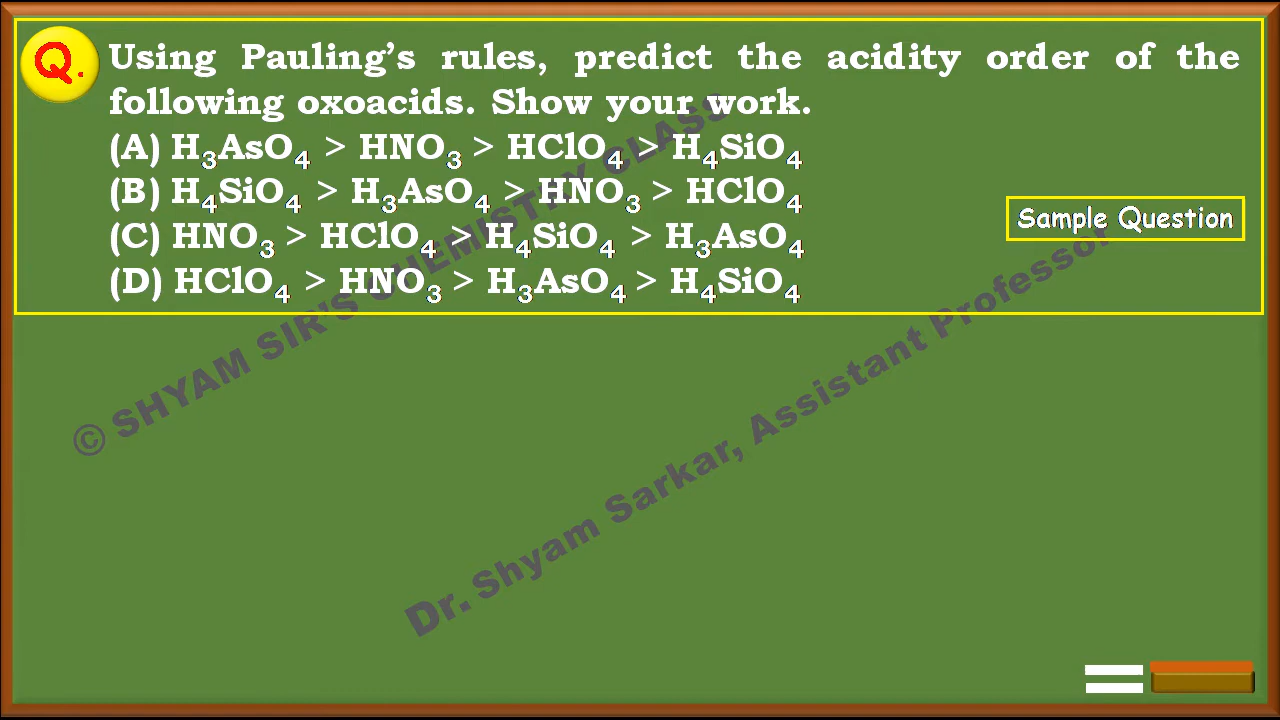 Q.
Using Pauling’s rules, predict the acidity order of the
following oxoacids. Show your work.
(A) H₃AsO₄ > HNO₃ > HClO₄ > H₄SiO₄
(B) H₄SiO₄ > H₃AsO₄ > HNO₃ > HClO₄
(C) HNO₃ > HClO₄ > H₄SiO₄ > H₃AsO₄
(D) HClO₄ > HNO₃ > H₃AsO₄ > H₄SiO₄
Sample Question
© SHYAM SIR'S CHEMISTRY CLASS
Dr. Shyam Sarkar, Assistant Professor